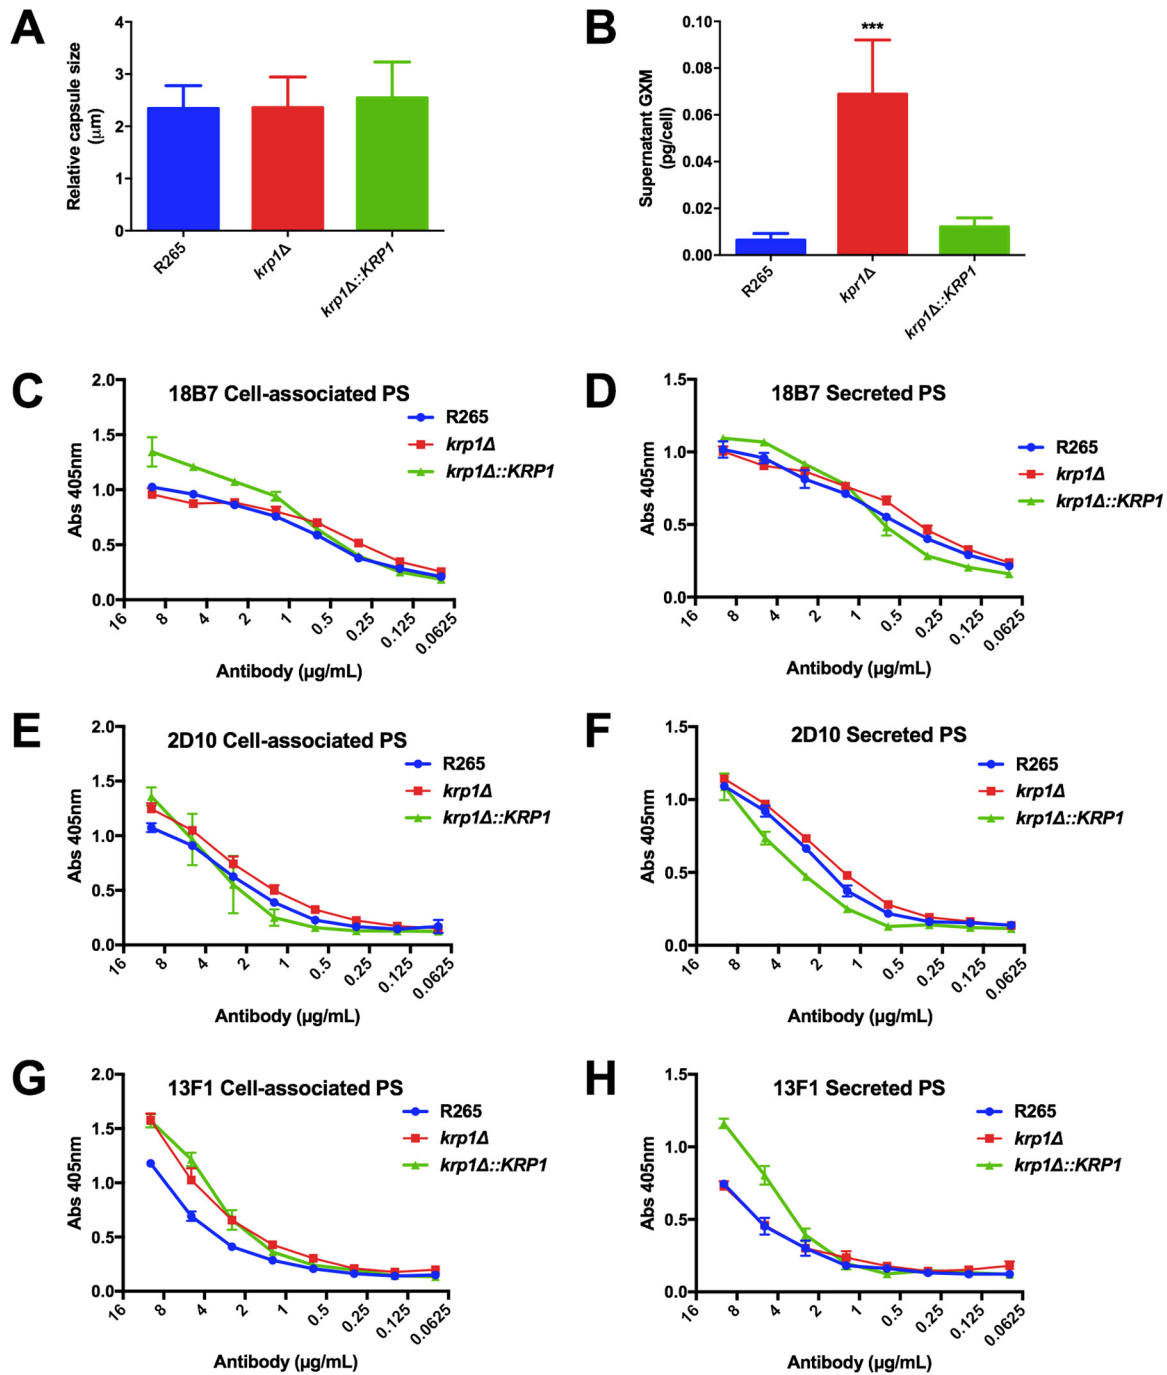 A
Relative capsule size
(μm)
4
3
2
1
0
R265
krp1Δ
krp1Δ::KRP1
B
Supernatant GXM
(pg/cell)
0.10
0.08
0.06
0.04
0.02
0.00
***
R265
kpr1Δ
krp1Δ::KRP1
C
18B7 Cell-associated PS
Abs 405nm
2.0
1.5
1.0
0.5
0.0
R265
krp1Δ
krp1Δ::KRP1
16
8
4
2
1
0.5
0.25
0.125
0.0625
Antibody (µg/mL)
D
18B7 Secreted PS
Abs 405nm
1.5
1.0
0.5
0.0
R265
krp1Δ
krp1Δ::KRP1
16
8
4
2
1
0.5
0.25
0.125
0.0625
Antibody (µg/mL)
E
2D10 Cell-associated PS
Abs 405nm
2.0
1.5
1.0
0.5
0.0
R265
krp1Δ
krp1Δ::KRP1
16
8
4
2
1
0.5
0.25
0.125
0.0625
Antibody (µg/mL)
F
2D10 Secreted PS
Abs 405nm
1.5
1.0
0.5
0.0
R265
krp1Δ
krp1Δ::KRP1
16
8
4
2
1
0.5
0.25
0.125
0.0625
Antibody (µg/mL)
G
13F1 Cell-associated PS
Abs 405nm
2.0
1.5
1.0
0.5
0.0
R265
krp1Δ
krp1Δ::KRP1
16
8
4
2
1
0.5
0.25
0.125
0.0625
Antibody (µg/mL)
H
13F1 Secreted PS
Abs 405nm
1.5
1.0
0.5
0.0
R265
krp1Δ
krp1Δ::KRP1
16
8
4
2
1
0.5
0.25
0.125
0.0625
Antibody (µg/mL)